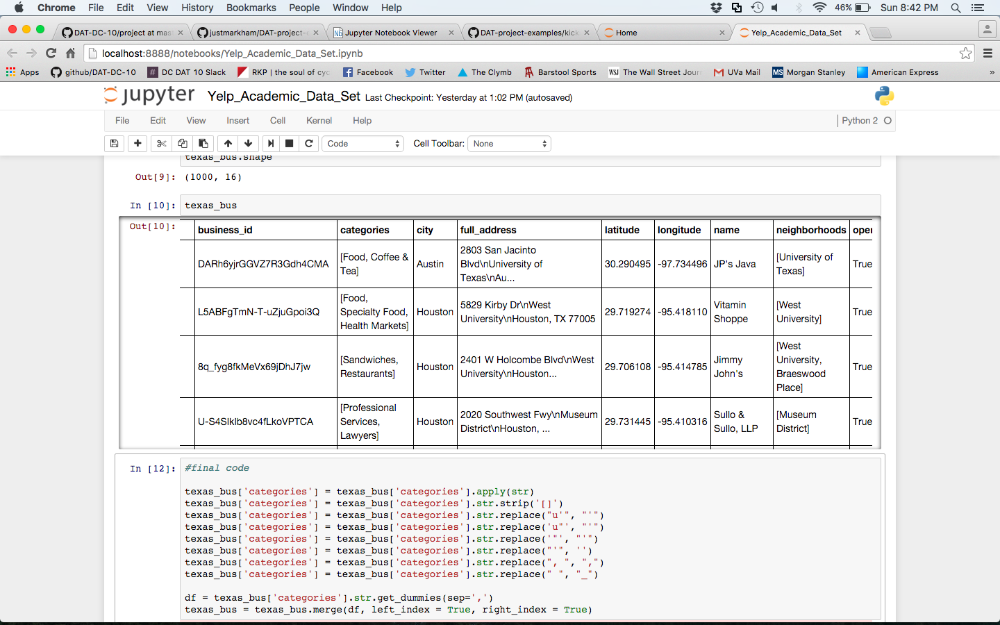 Chrome File Edit View History Bookmarks People Window Help 46% Sun 8:42 PM
DAT-DC-10/project at mast justmarkham/DAT-project- Jupyter Notebook Viewer DAT-project-examples/kick Home Yelp_Academic_Data_Set
localhost:8888/notebooks/Yelp_Academic_Data_Set.ipynb
Apps github/DAT-DC-10 # DC DAT 10 Slack RKP | the soul of cyc Facebook Twitter The Clymb Barstool Sports WSJ The Wall Street Jour UVa Mail MS Morgan Stanley American Express »
jupyter Yelp_Academic_Data_Set Last Checkpoint: Yesterday at 1:02 PM (autosaved)
File Edit View Insert Cell Kernel Help Python 2
Code Cell Toolbar: None
texas_bus.shape
Out[9]: (1000, 16)
In [10]: texas_bus
Out[10]:
business_id categories city full_address latitude longitude name neighborhoods open
DARh6yjrGGVZ7R3Gdh4CMA [Food, Coffee & Tea] Austin 2803 San Jacinto Blvd\nUniversity of Texas\nAu... 30.290495 -97.734496 JP's Java [University of Texas] True
L5ABFgTmN-T-uZjuGpoi3Q [Food, Specialty Food, Health Markets] Houston 5829 Kirby Dr\nWest University\nHouston, TX 77005 29.719274 -95.418110 Vitamin Shoppe [West University] True
8q_fyg8fkMeVx69jDhJ7jw [Sandwiches, Restaurants] Houston 2401 W Holcombe Blvd\nWest University\nHouston... 29.706108 -95.414785 Jimmy John's [West University, Braeswood Place] True
U-S4Slklb8vc4fLkoVPTCA [Professional Services, Lawyers] Houston 2020 Southwest Fwy\nMuseum District\nHouston, ... 29.731445 -95.410316 Sullo & Sullo, LLP [Museum District] True
In [12]: #final code
texas_bus['categories'] = texas_bus['categories'].apply(str)
texas_bus['categories'] = texas_bus['categories'].str.strip('[]')
texas_bus['categories'] = texas_bus['categories'].str.replace("u'", "'")
texas_bus['categories'] = texas_bus['categories'].str.replace('u"', "'")
texas_bus['categories'] = texas_bus['categories'].str.replace('"', "'")
texas_bus['categories'] = texas_bus['categories'].str.replace("'", '')
texas_bus['categories'] = texas_bus['categories'].str.replace(", ", ",")
texas_bus['categories'] = texas_bus['categories'].str.replace(" ", "_")
df = texas_bus['categories'].str.get_dummies(sep=',')
texas_bus = texas_bus.merge(df, left_index = True, right_index = True)